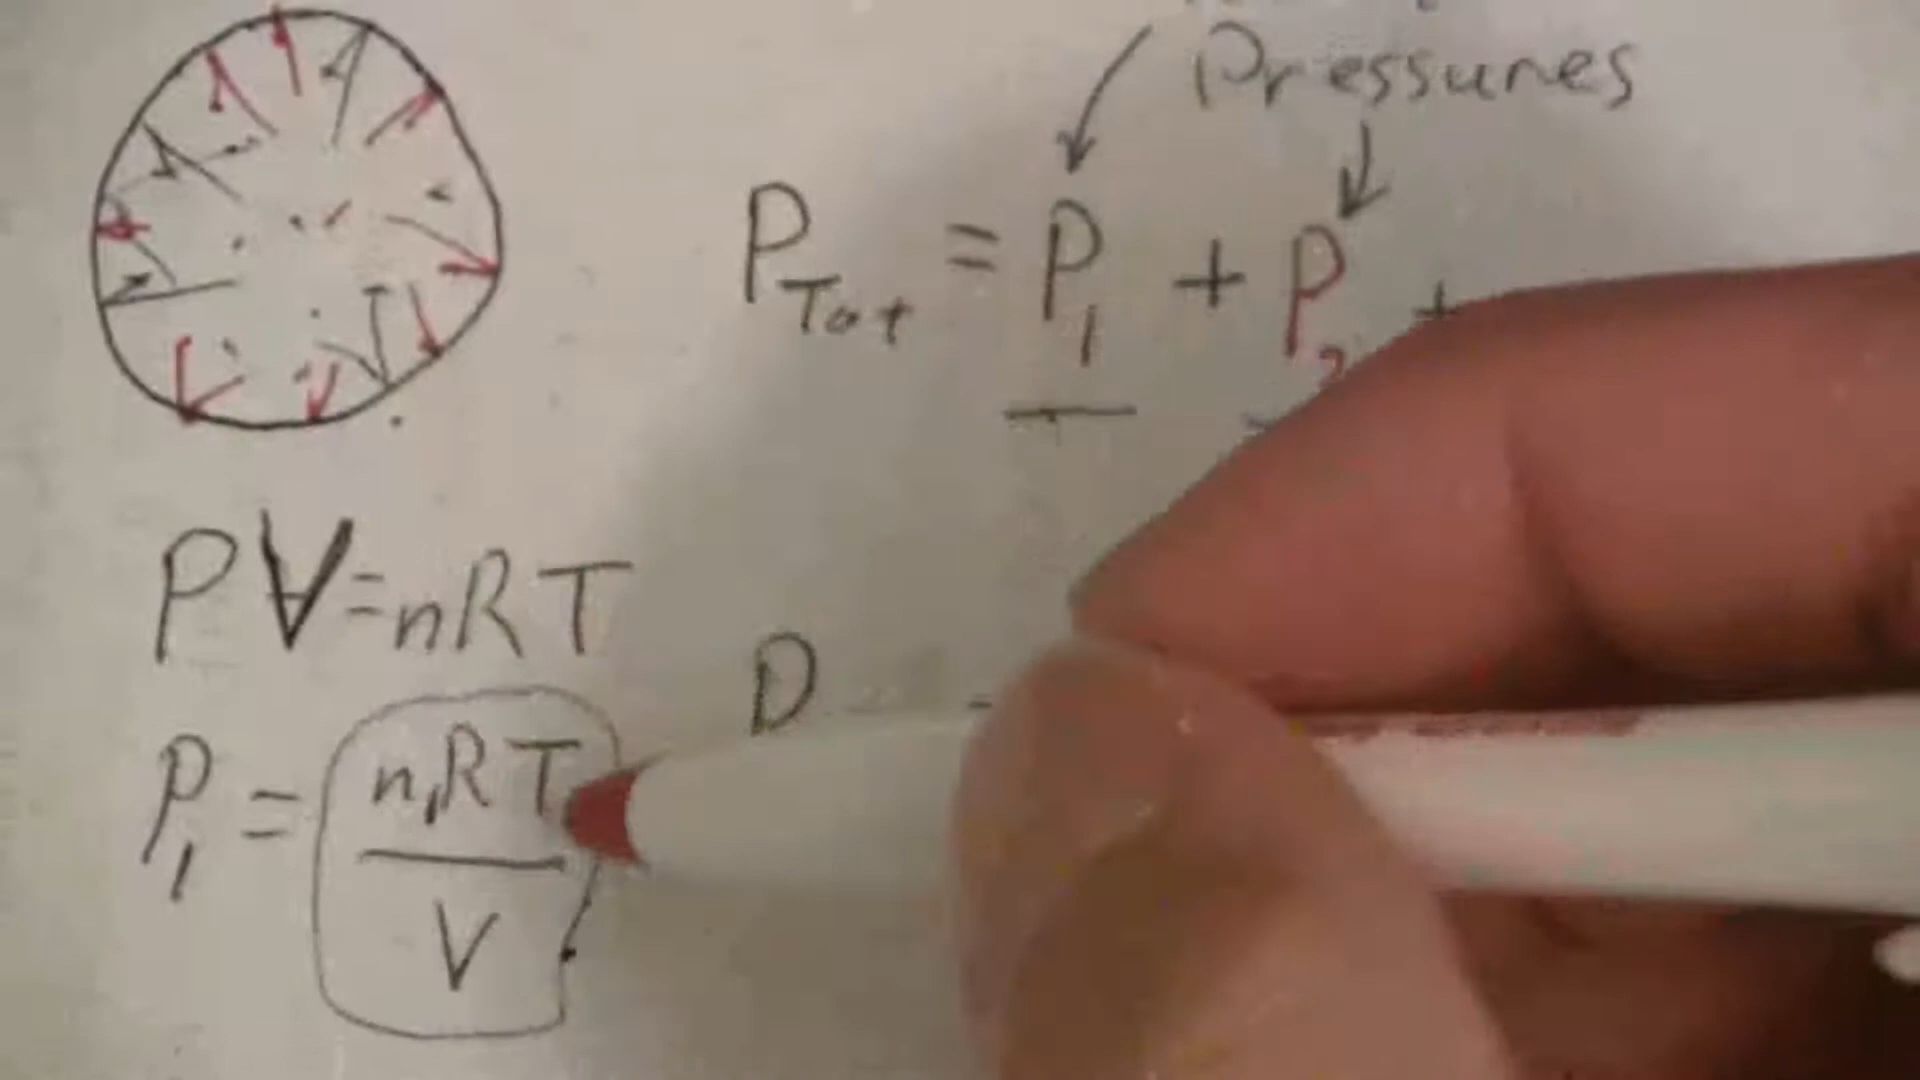 Pressures
P_Tot = P_1 + P_2 +
PV=nRT
P
P_1 = n_1RT / V